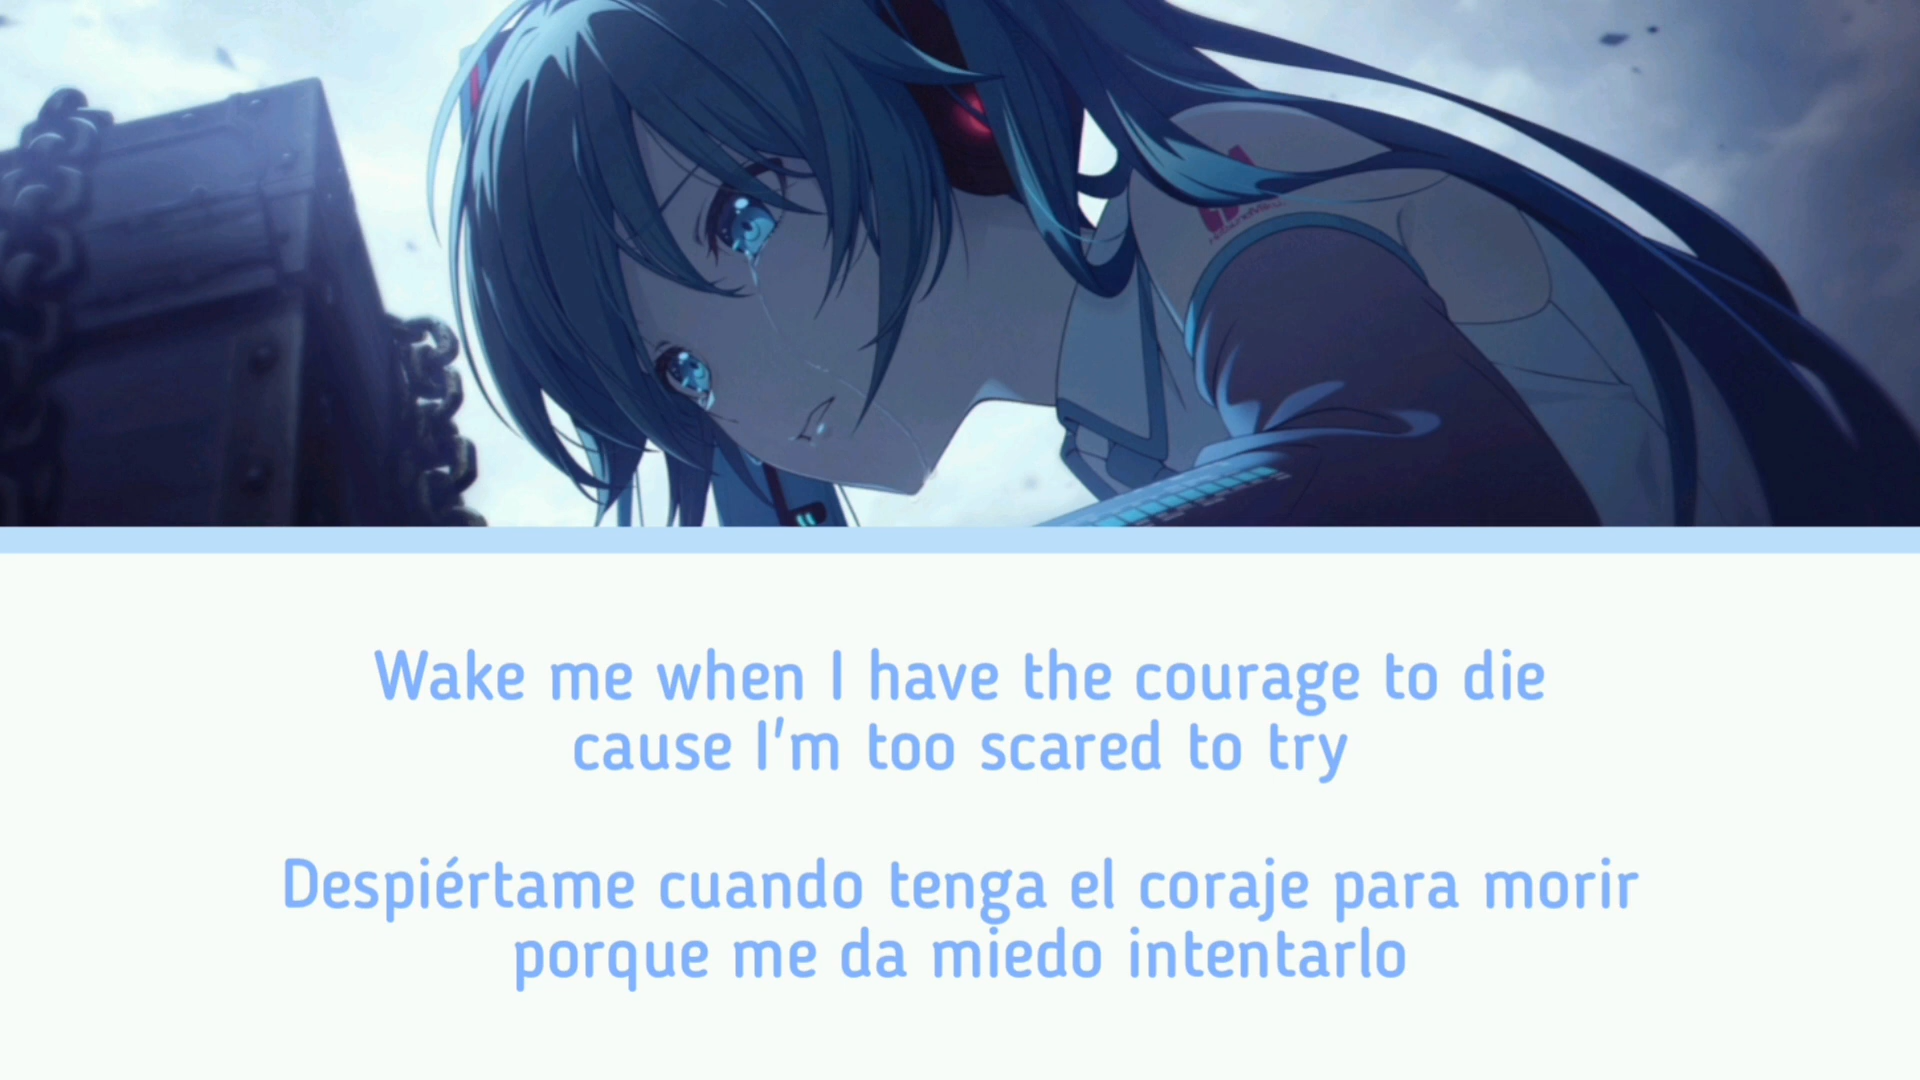 Wake me when I have the courage to die
cause I'm too scared to try
Despiértame cuando tenga el coraje para morir
porque me da miedo intentarlo